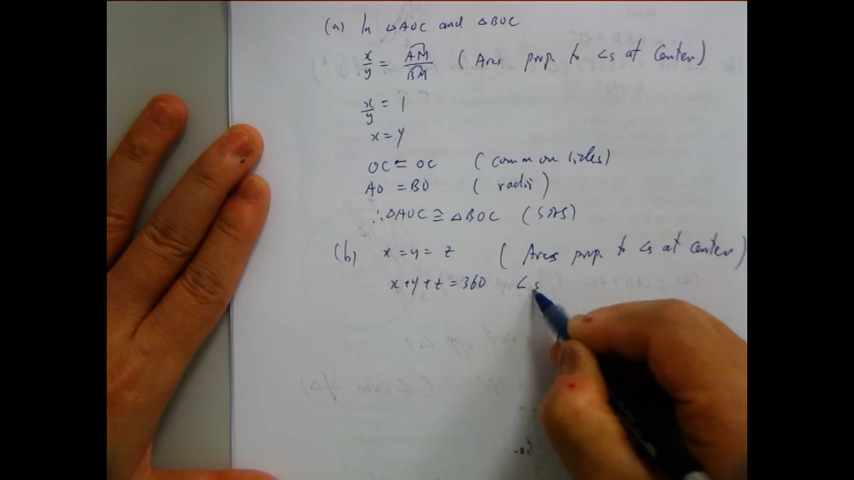 (a) In △AOC and △BOC
x/y = AM/BM (Arcs prop. to ∠s at center)
x/y = 1
x = y
OC = OC (common sides)
AO = BO (radii)
∴ △AOC ≅ △BOC (SAS)
(b) x = y = z (Arcs prop. to ∠s at center)
x + y + z = 360 ∠s